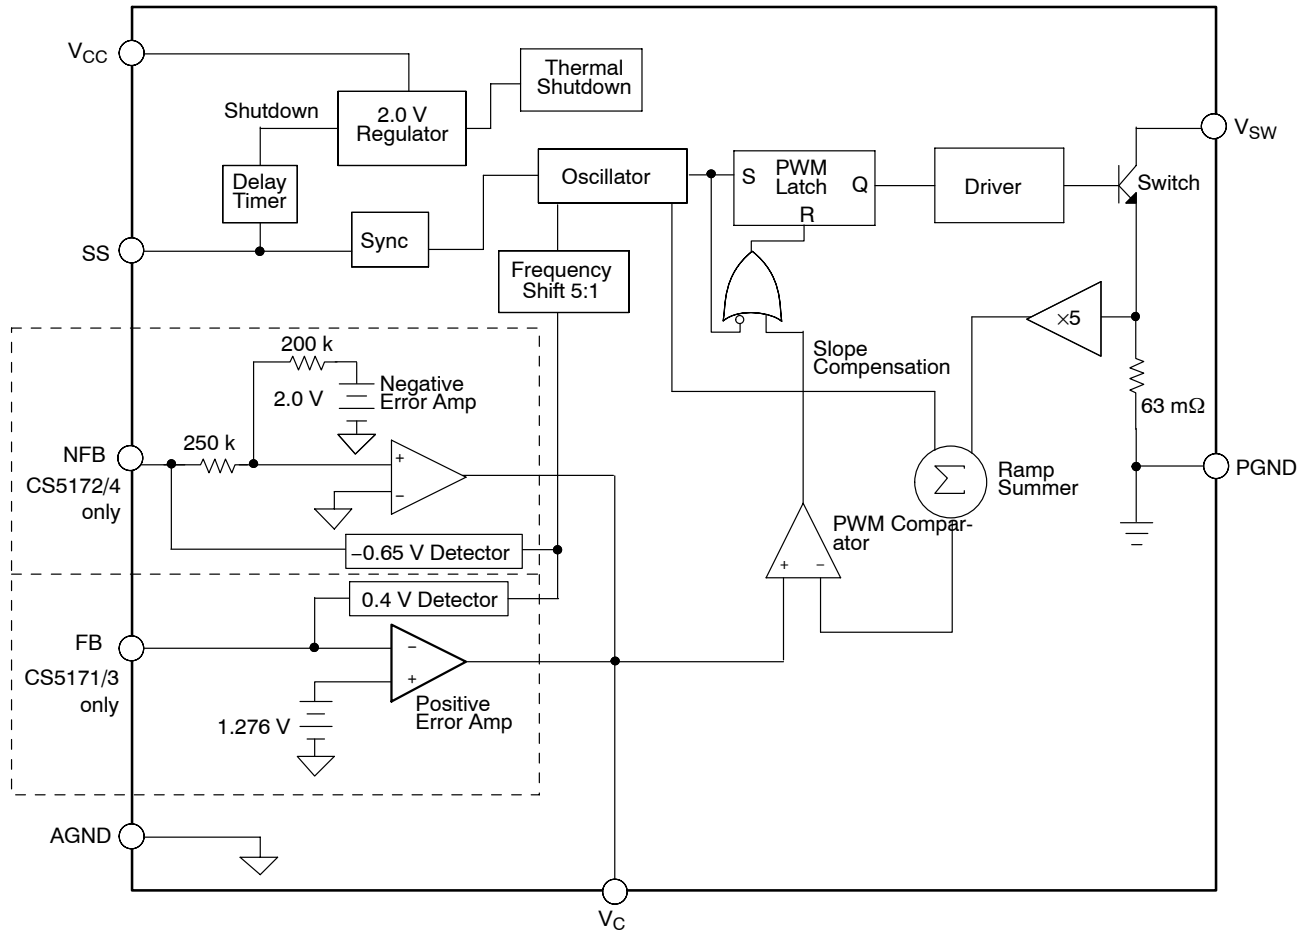 VCC
Thermal
Shutdown
Shutdown
2.0 V
Regulator
VSW
Delay
Timer
Oscillator
S
PWM
Latch
Q
R
Driver
Switch
SS
Sync
Frequency
Shift 5:1
×5
200 k
Slope
Compensation
2.0 V
Negative
Error Amp
63 mΩ
250 k
NFB
CS5172/4
only
+
−
Σ
Ramp
Summer
PGND
PWM Compar-
ator
−0.65 V Detector
+ −
0.4 V Detector
FB
CS5171/3
only
−
+
Positive
Error Amp
1.276 V
AGND
VC